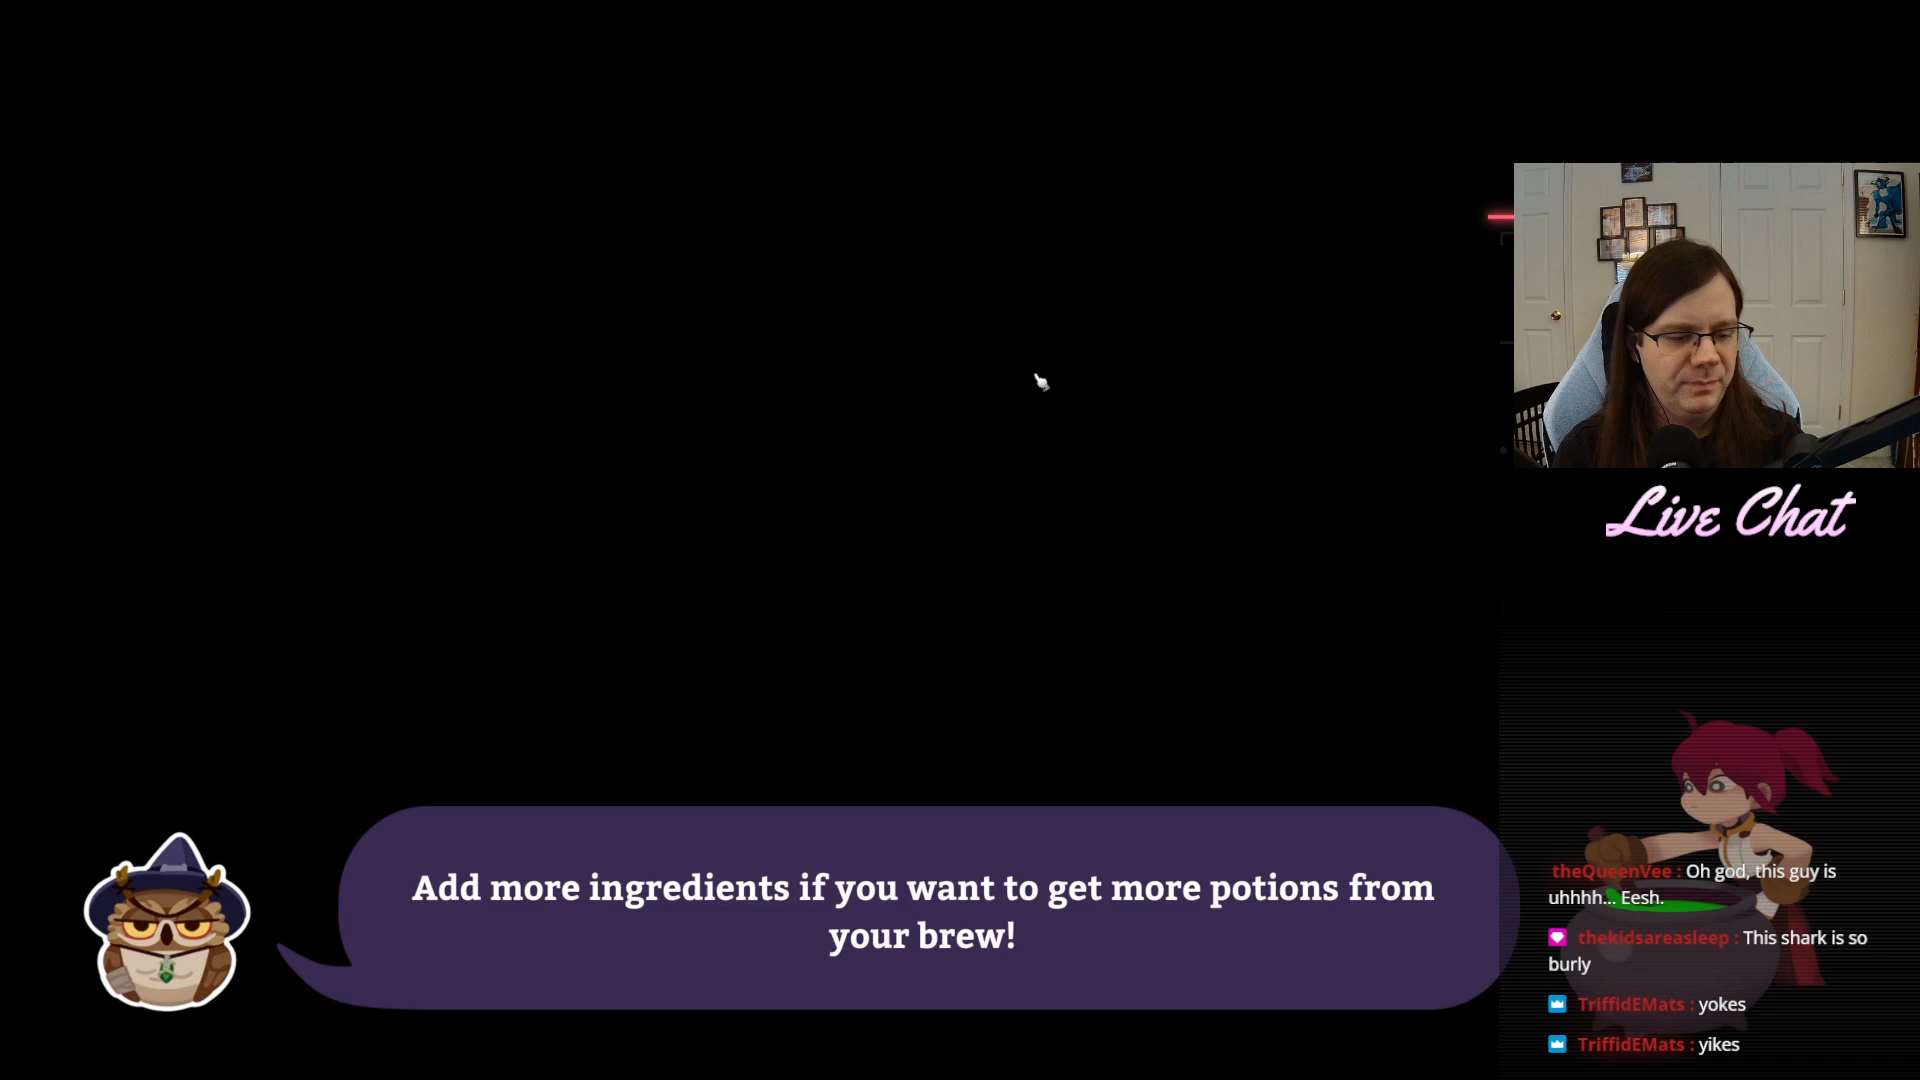 Live Chat
Add more ingredients if you want to get more potions from
your brew!
theQueenVee : Oh god, this guy is
uhhhh... Eesh.
thekidsareasleep : This shark is so
burly
TriffidEMats : yokes
TriffidEMats : yikes